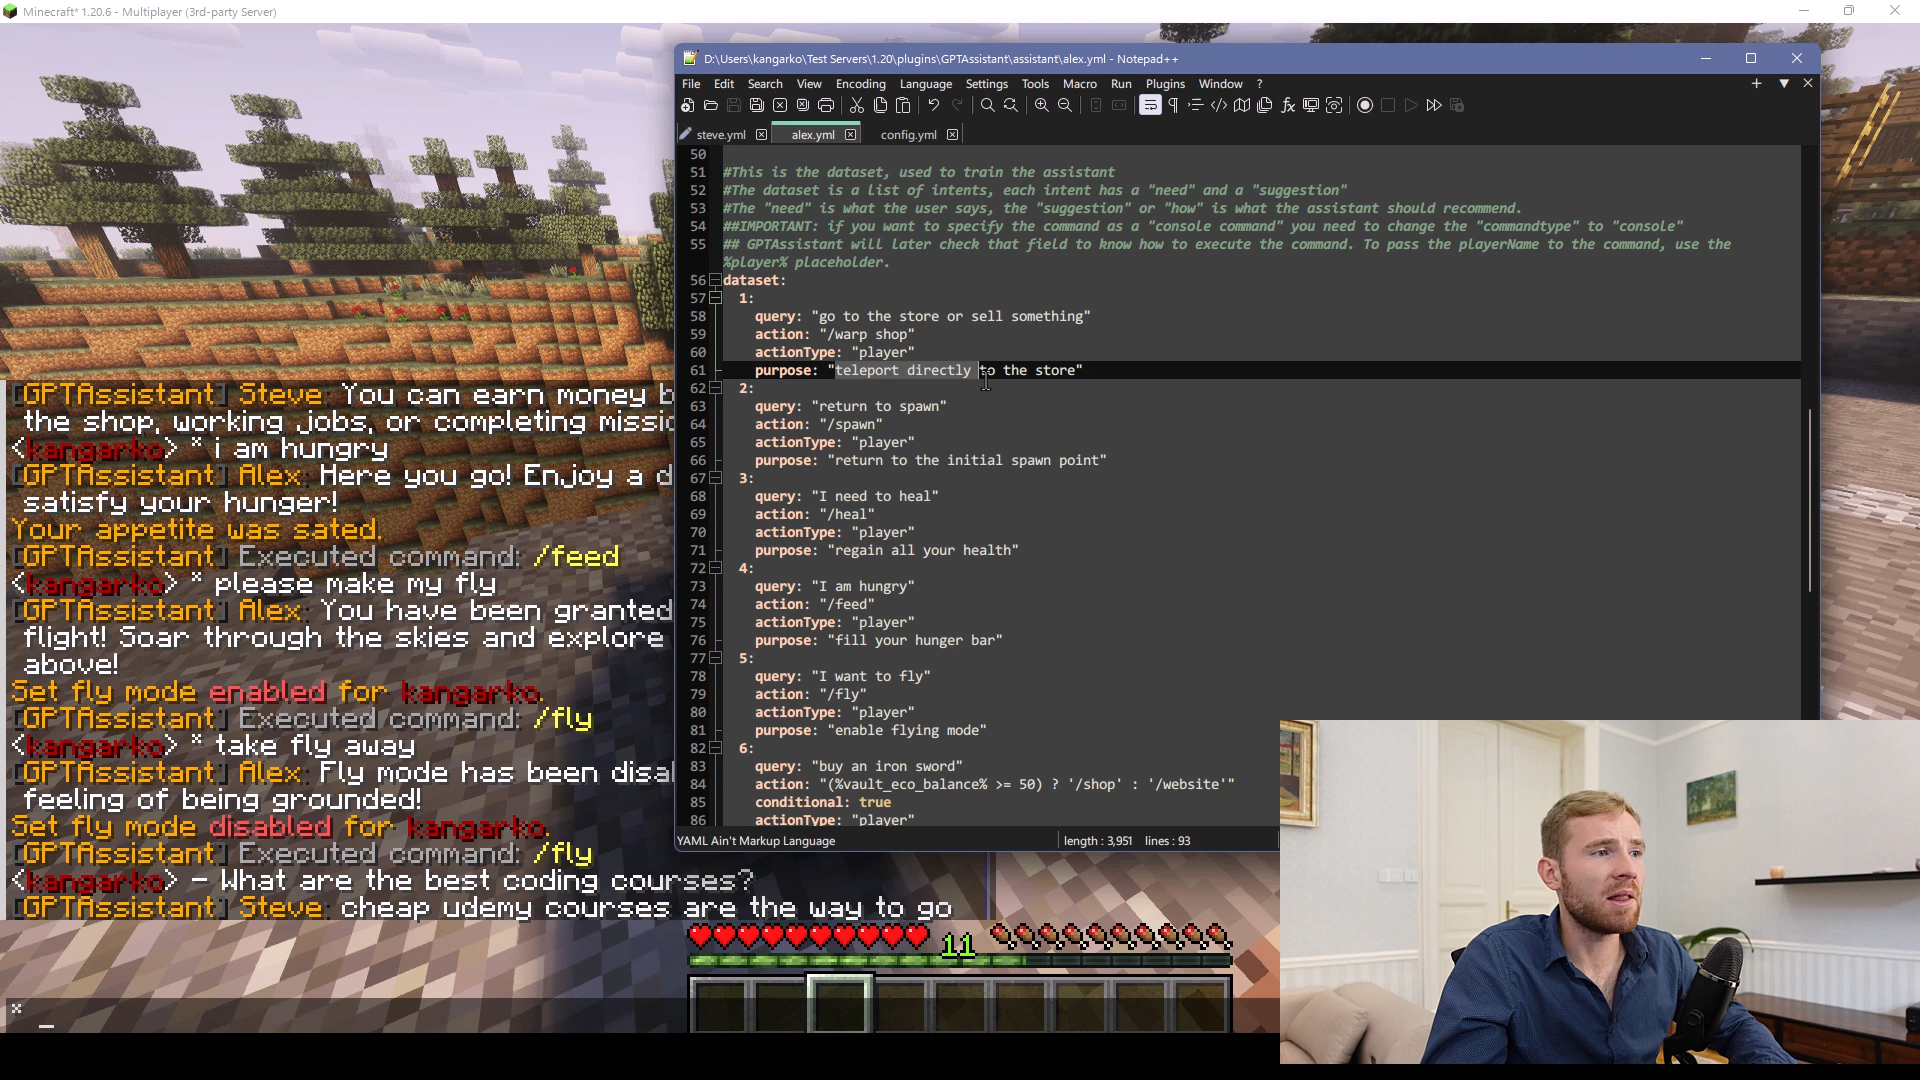 Minecraft* 1.20.6 - Multiplayer (3rd-party Server)
D:\Users\kangarko\Test Servers\1.20\plugins\GPTAssistant\assistant\alex.yml - Notepad++
File Edit Search View Encoding Language Settings Tools Macro Run Plugins Window ?
steve.yml alex.yml config.yml
50
51 #This is the dataset, used to train the assistant
52 #The dataset is a list of intents, each intent has a "need" and a "suggestion"
53 #The "need" is what the user says, the "suggestion" or "how" is what the assistant should recommend.
54 ##IMPORTANT: if you want to specify the command as a "console command" you need to change the "commandtype" to "console"
55 ## GPTAssistant will later check that field to know how to execute the command. To pass the playerName to the command, use the
%player% placeholder.
56 dataset:
57 1:
58 query: "go to the store or sell something"
59 action: "/warp shop"
60 actionType: "player"
61 purpose: "teleport directly to the store"
62 2:
63 query: "return to spawn"
64 action: "/spawn"
65 actionType: "player"
66 purpose: "return to the initial spawn point"
67 3:
68 query: "I need to heal"
69 action: "/heal"
70 actionType: "player"
71 purpose: "regain all your health"
72 4:
73 query: "I am hungry"
74 action: "/feed"
75 actionType: "player"
76 purpose: "fill your hunger bar"
77 5:
78 query: "I want to fly"
79 action: "/fly"
80 actionType: "player"
81 purpose: "enable flying mode"
82 6:
83 query: "buy an iron sword"
84 action: "(%vault_eco_balance% >= 50) ? '/shop' : '/website'"
85 conditional: true
86 actionType: "player"
YAML Ain't Markup Language length : 3,951 lines : 93
[GPTAssistant] Steve: You can earn money
the shop, working jobs, or completing
<kangarko> * i am hungry
[GPTAssistant] Alex: Here you go! Enjoy a
satisfy your hunger!
Your appetite was sated.
[GPTAssistant] Executed command: /feed
<kangarko> * please make my fly
[GPTAssistant] Alex: You have been granted
flight! Soar through the skies and explore
above!
Set fly mode enabled for kangarko.
[GPTAssistant] Executed command: /fly
<kangarko> * take fly away
[GPTAssistant] Alex: Fly mode has been
feeling of being grounded!
Set fly mode disabled for kangarko.
[GPTAssistant] Executed command: /fly
<kangarko> - What are the best coding courses?
[GPTAssistant] Steve: cheap udemy courses are the way to go
11
* _